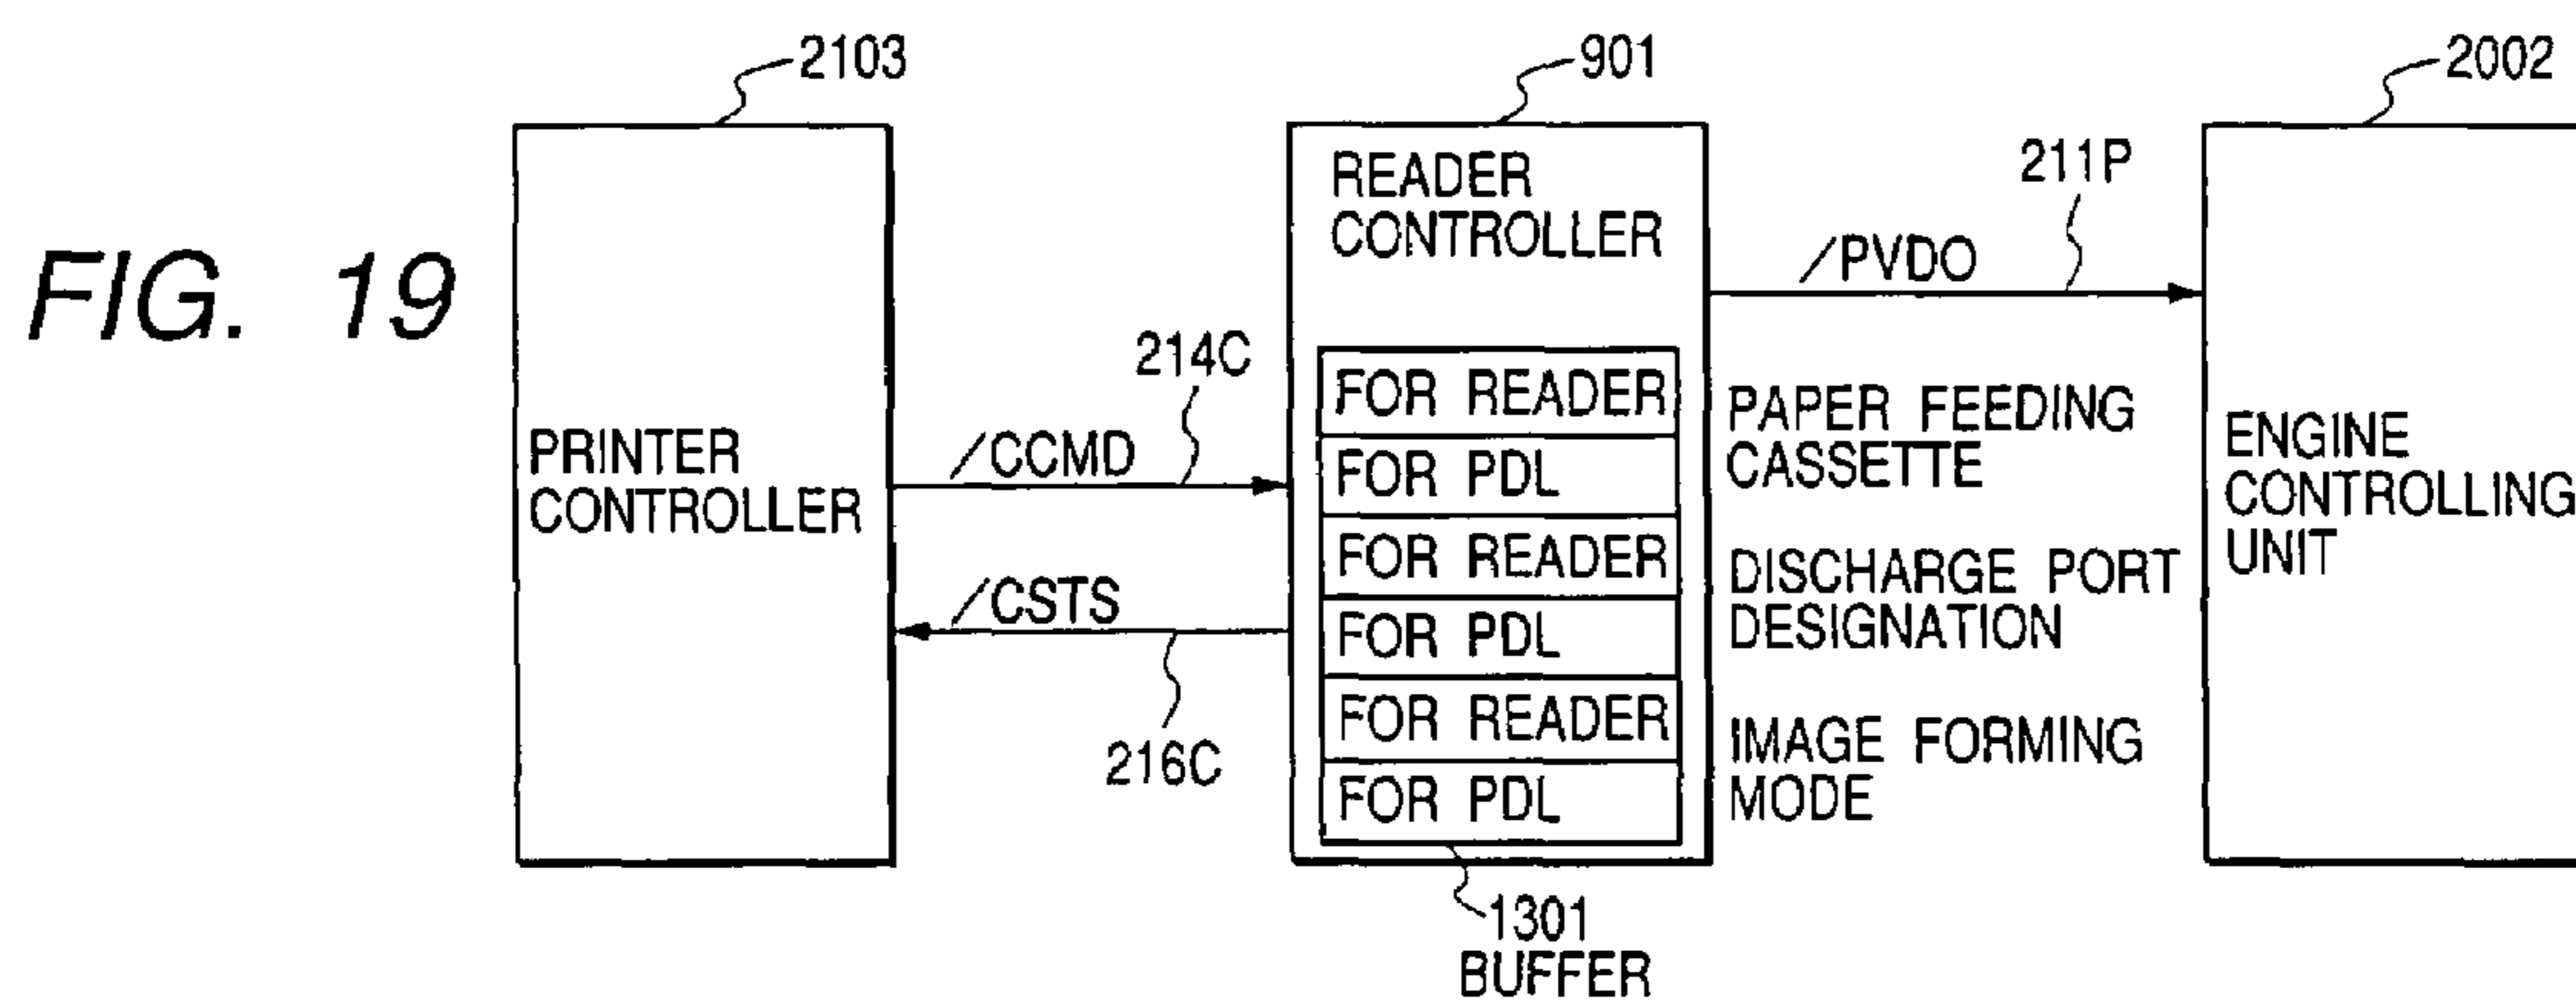 FIG. 19
2103
PRINTER
CONTROLLER
214C
/CCMD
/CSTS
216C
901
READER
CONTROLLER
FOR READER
FOR PDL
FOR READER
FOR PDL
FOR READER
FOR PDL
1301
BUFFER
/PVDO
211P
PAPER FEEDING
CASSETTE
DISCHARGE PORT
DESIGNATION
IMAGE FORMING
MODE
2002
ENGINE
CONTROLLING
UNIT